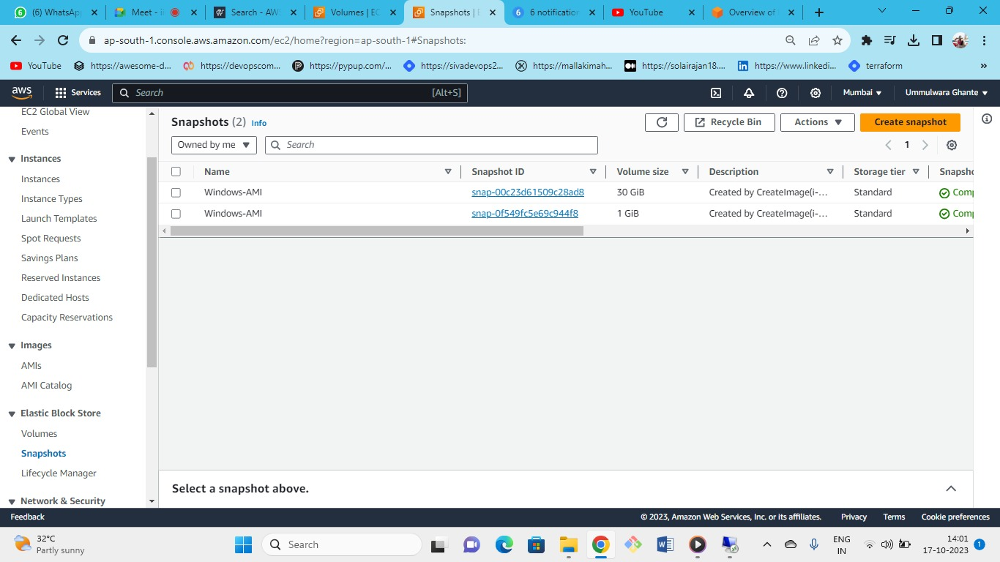 (6) WhatsAp
Meet - ii
Search - AW
Volumes | EC
Snapshots | E
6 notification
YouTube
Overview of
ap-south-1.console.aws.amazon.com/ec2/home?region=ap-south-1#Snapshots:
YouTube
https://awesome-d...
https://devopscom...
https://pypup.com/...
https://sivadevops2...
https://mallakimah...
https://solairajan18....
https://www.linkedi...
terraform
»
aws
Services
Search
[Alt+S]
Mumbai
Ummulwara Ghante
EC2 Global View
Events
Instances
Instances
Instance Types
Launch Templates
Spot Requests
Savings Plans
Reserved Instances
Dedicated Hosts
Capacity Reservations
Images
AMIs
AMI Catalog
Elastic Block Store
Volumes
Snapshots
Lifecycle Manager
Network & Security
Snapshots (2) Info
Recycle Bin
Actions
Create snapshot
Owned by me
Search
1
Name Snapshot ID Volume size Description Storage tier Snapsho
Windows-AMI snap-00c23d61509c28ad8 30 GiB Created by CreateImage(i-... Standard Comp
Windows-AMI snap-0f549fc5e69c944f8 1 GiB Created by CreateImage(i-... Standard Comp
Select a snapshot above.
Feedback
© 2023, Amazon Web Services, Inc. or its affiliates.
Privacy
Terms
Cookie preferences
32°C
Partly sunny
Search
ENG
IN
14:01
17-10-2023
1